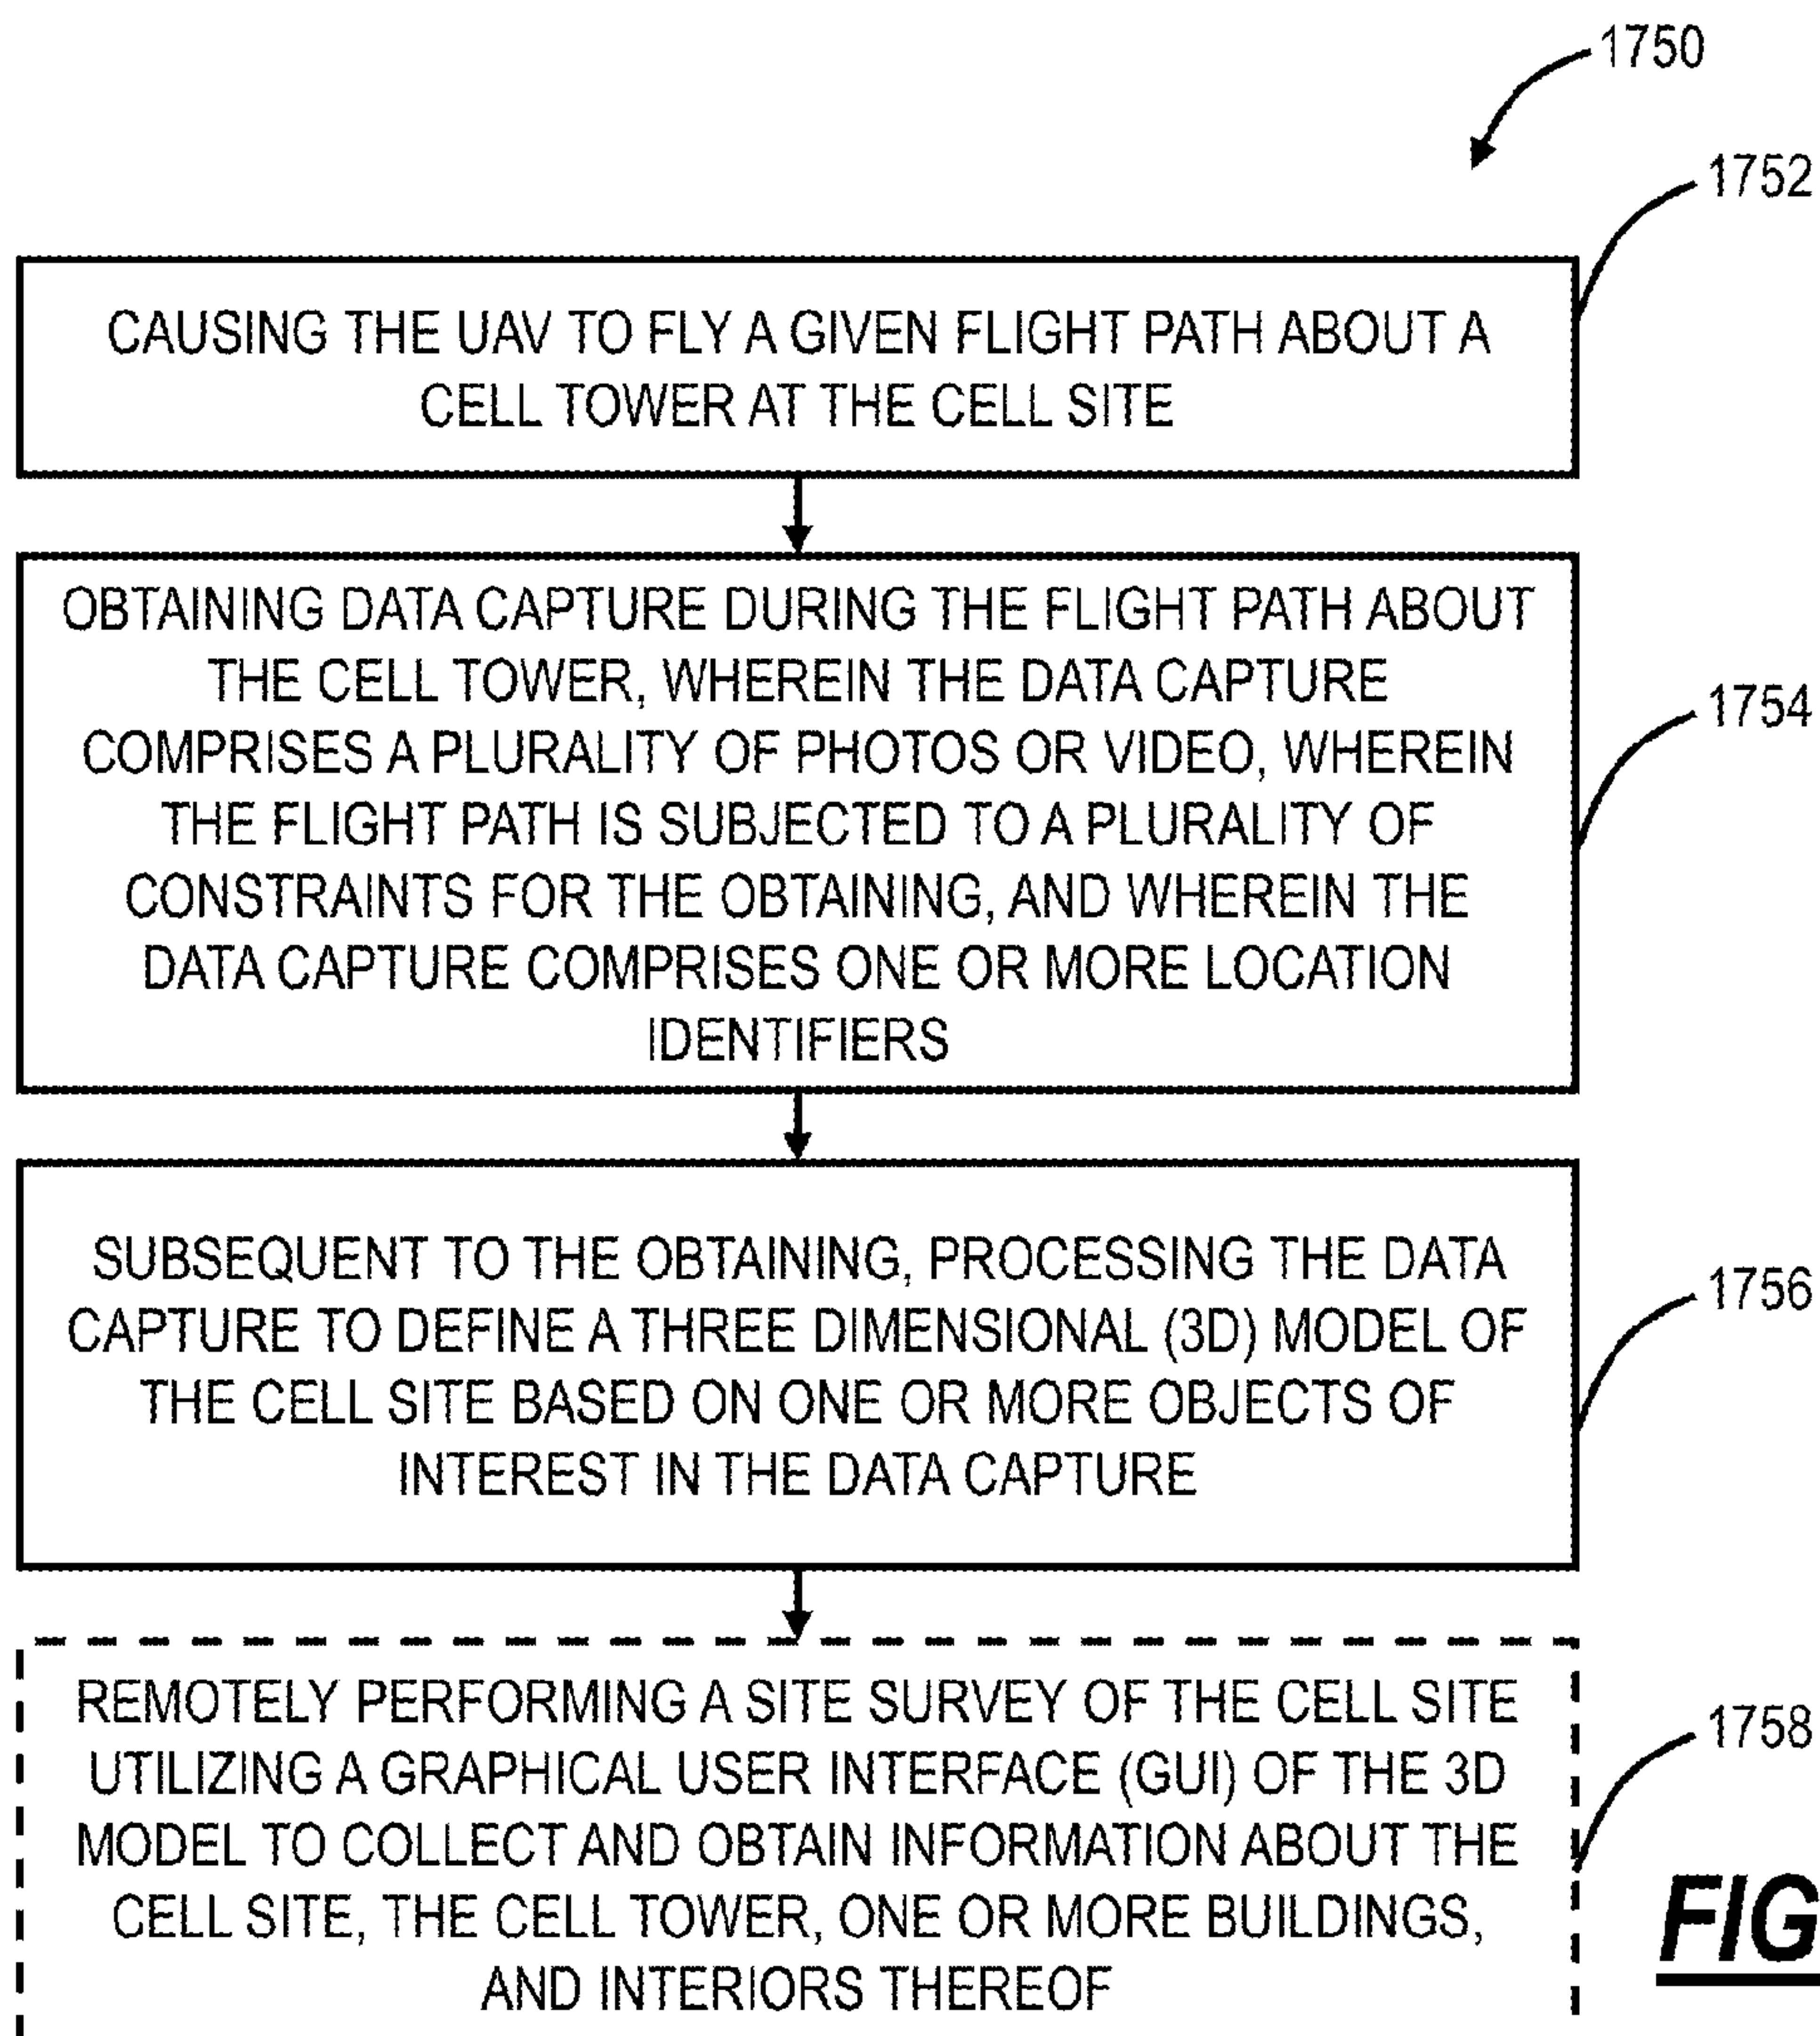 1750
1752
CAUSING THE UAV TO FLY A GIVEN FLIGHT PATH ABOUT A
CELL TOWER AT THE CELL SITE
OBTAINING DATA CAPTURE DURING THE FLIGHT PATH ABOUT
THE CELL TOWER, WHEREIN THE DATA CAPTURE
COMPRISES A PLURALITY OF PHOTOS OR VIDEO, WHEREIN
THE FLIGHT PATH IS SUBJECTED TO A PLURALITY OF
CONSTRAINTS FOR THE OBTAINING, AND WHEREIN THE
DATA CAPTURE COMPRISES ONE OR MORE LOCATION
IDENTIFIERS
1754
SUBSEQUENT TO THE OBTAINING, PROCESSING THE DATA
CAPTURE TO DEFINE A THREE DIMENSIONAL (3D) MODEL OF
THE CELL SITE BASED ON ONE OR MORE OBJECTS OF
INTEREST IN THE DATA CAPTURE
1756
REMOTELY PERFORMING A SITE SURVEY OF THE CELL SITE
UTILIZING A GRAPHICAL USER INTERFACE (GUI) OF THE 3D
MODEL TO COLLECT AND OBTAIN INFORMATION ABOUT THE
CELL SITE, THE CELL TOWER, ONE OR MORE BUILDINGS,
AND INTERIORS THEREOF
1758
FIG